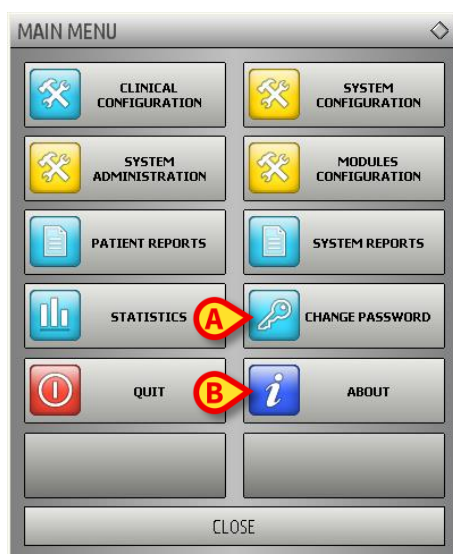 MAIN MENU
CLINICAL
CONFIGURATION
SYSTEM
CONFIGURATION
SYSTEM
ADMINISTRATION
MODULES
CONFIGURATION
PATIENT REPORTS
SYSTEM REPORTS
STATISTICS
A
CHANGE PASSWORD
QUIT
B
i
ABOUT
CLOSE